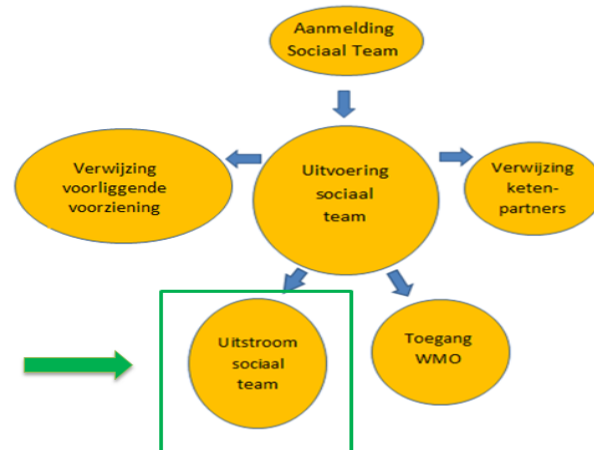 Aanmelding
Sociaal Team
Verwijzing
voorliggende
voorziening
Uitvoering
sociaal
team
Verwijzing
keten-
partners
Uitstroom
sociaal
team
Toegang
WMO